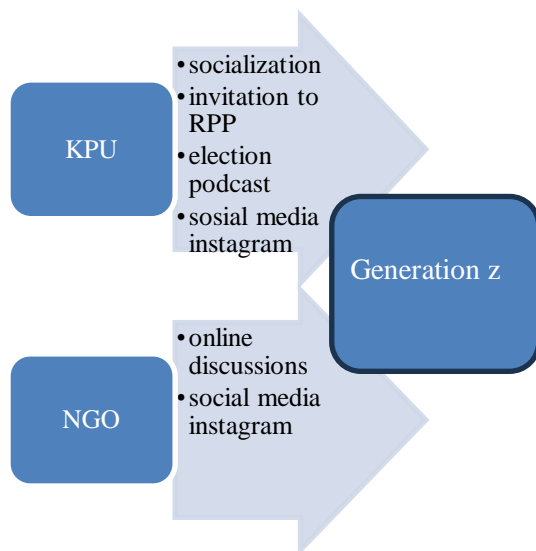 KPU
•socialization
•invitation to
RPP
•election
podcast
•sosial media
instagram
Generation z
NGO
•online
discussions
•social media
instagram